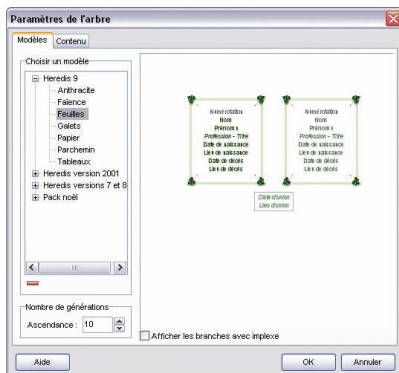 Paramètres de l'arbre
Modèles
Contenu
Choisir un modèle
Heredis 9
Anthracite
Faïence
Feuilles
Galets
Papier
Parchemin
Tableaux
Heredis version 2001
Heredis versions 7 et 8
Pack noël
Nombre de générations
Ascendance : 10
Numérotation
Nom
Prénoms
Profession - Titre
Date de naissance
Lieu de naissance
Date de décès
Lieu de décès
Numérotation
Nom
Prénoms
Profession - Titre
Date de naissance
Lieu de naissance
Date de décès
Lieu de décès
Date d'union
Lieu d'union
Afficher les branches avec implexe
Aide
OK
Annuler